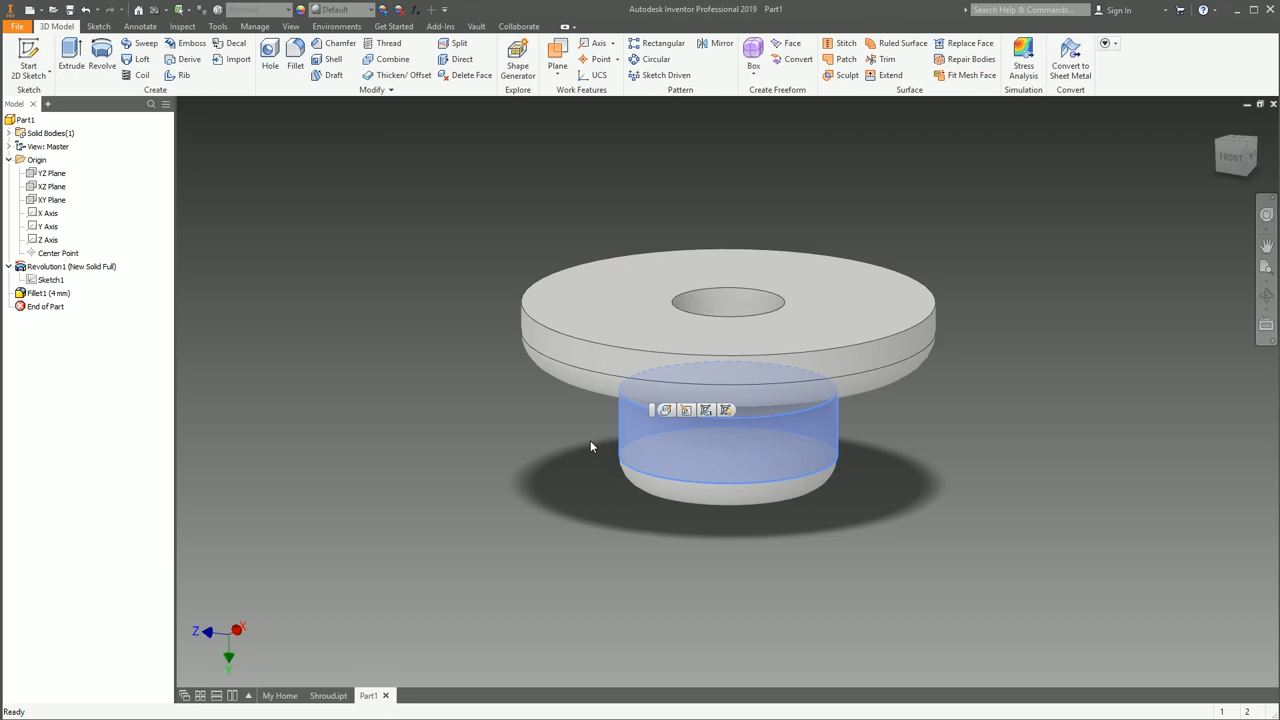 Default
Autodesk Inventor Professional 2019 Part1
Search Help & Commands...
Sign In
File 3D Model Sketch Annotate Inspect Tools Manage View Environments Get Started Add-Ins Vault Collaborate
Start 2D Sketch
Extrude
Revolve
Sweep Emboss Decal
Loft Derive Import
Coil Rib
Hole
Fillet
Chamfer Thread Split
Shell Combine Direct
Draft Thicken/ Offset Delete Face
Shape Generator
Plane
Axis
Point
UCS
Rectangular Mirror
Circular
Sketch Driven
Box
Face
Convert
Stitch Ruled Surface Replace Face
Patch Trim Repair Bodies
Sculpt Extend Fit Mesh Face
Stress Analysis
Convert to Sheet Metal
Sketch Create Modify Explore Work Features Pattern Create Freeform Surface Simulation Convert
Model
Part1
Solid Bodies(1)
View: Master
Origin
YZ Plane
XZ Plane
XY Plane
X Axis
Y Axis
Z Axis
Center Point
Revolution1 (New Solid Full)
Sketch1
Fillet1 (4 mm)
End of Part
FRONT
Z
X
Y
My Home Shroud.ipt Part1
Ready
1 2